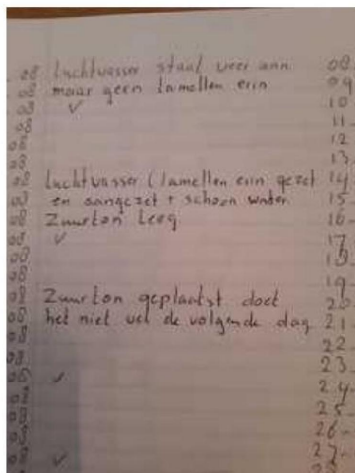 08 Luchtwasser staat weer aan 08-
08 maar geen lamellen erin 09
08 ✓ 10
08 11-
08 12
08 13
08 Luchtwasser (lamellen erin gezet 14
08 en aangezet + schoon water 15-
08 Zuurton Leeg 16-
08 ✓ 17
08 18-
08 19-
08 Zuurton geplaatst doet 20
08 het niet wel de volgende dag 21-
08 22-
08 23-
08 ✓ 24-
08 25-
08 26-
08 ✓ 27-